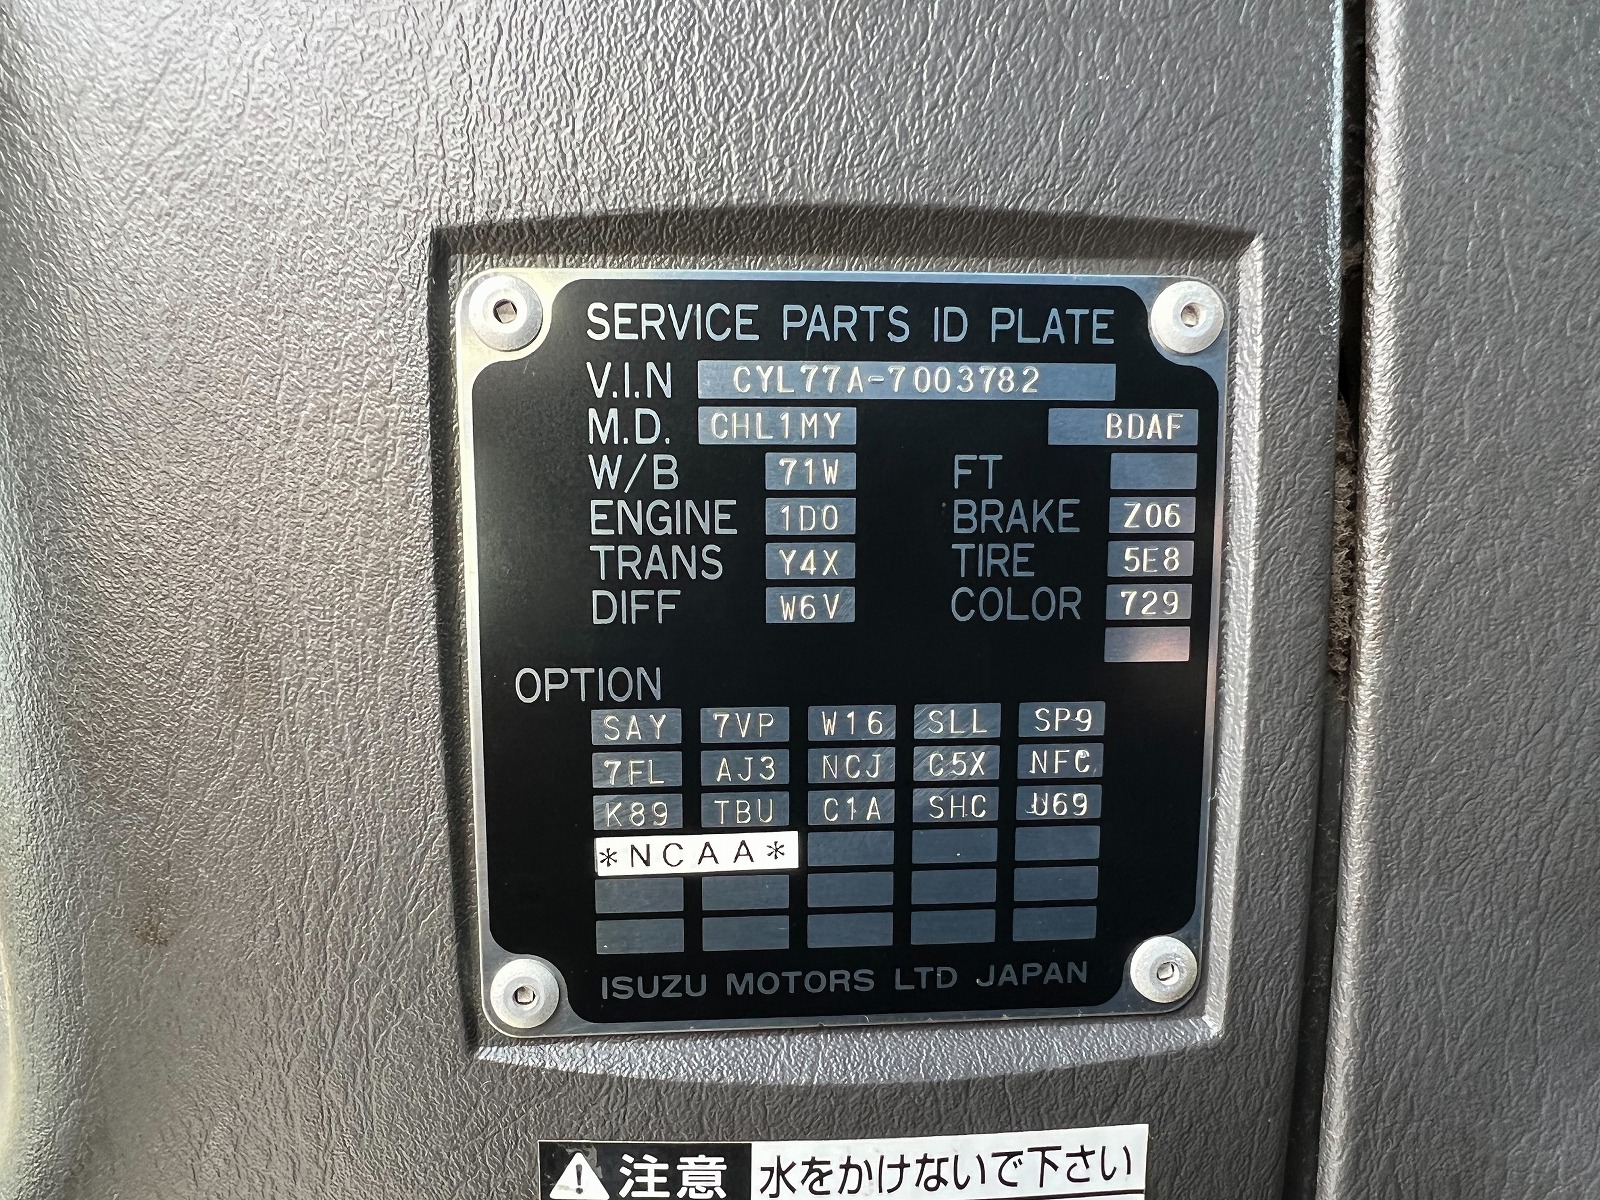 SERVICE PARTS ID PLATE
V.I.N CYL77A-7003782
M.D. CHL1MY BDAF
W/B 71W FT
ENGINE 1D0 BRAKE Z06
TRANS Y4X TIRE 5E8
DIFF W6V COLOR 729
OPTION
SAY 7VP W16 SLL SP9
7FL AJ3 NCJ C5X NFC
K89 TBU C1A SHC U69
*NCAA*
ISUZU MOTORS LTD JAPAN
注意 水をかけないで下さい